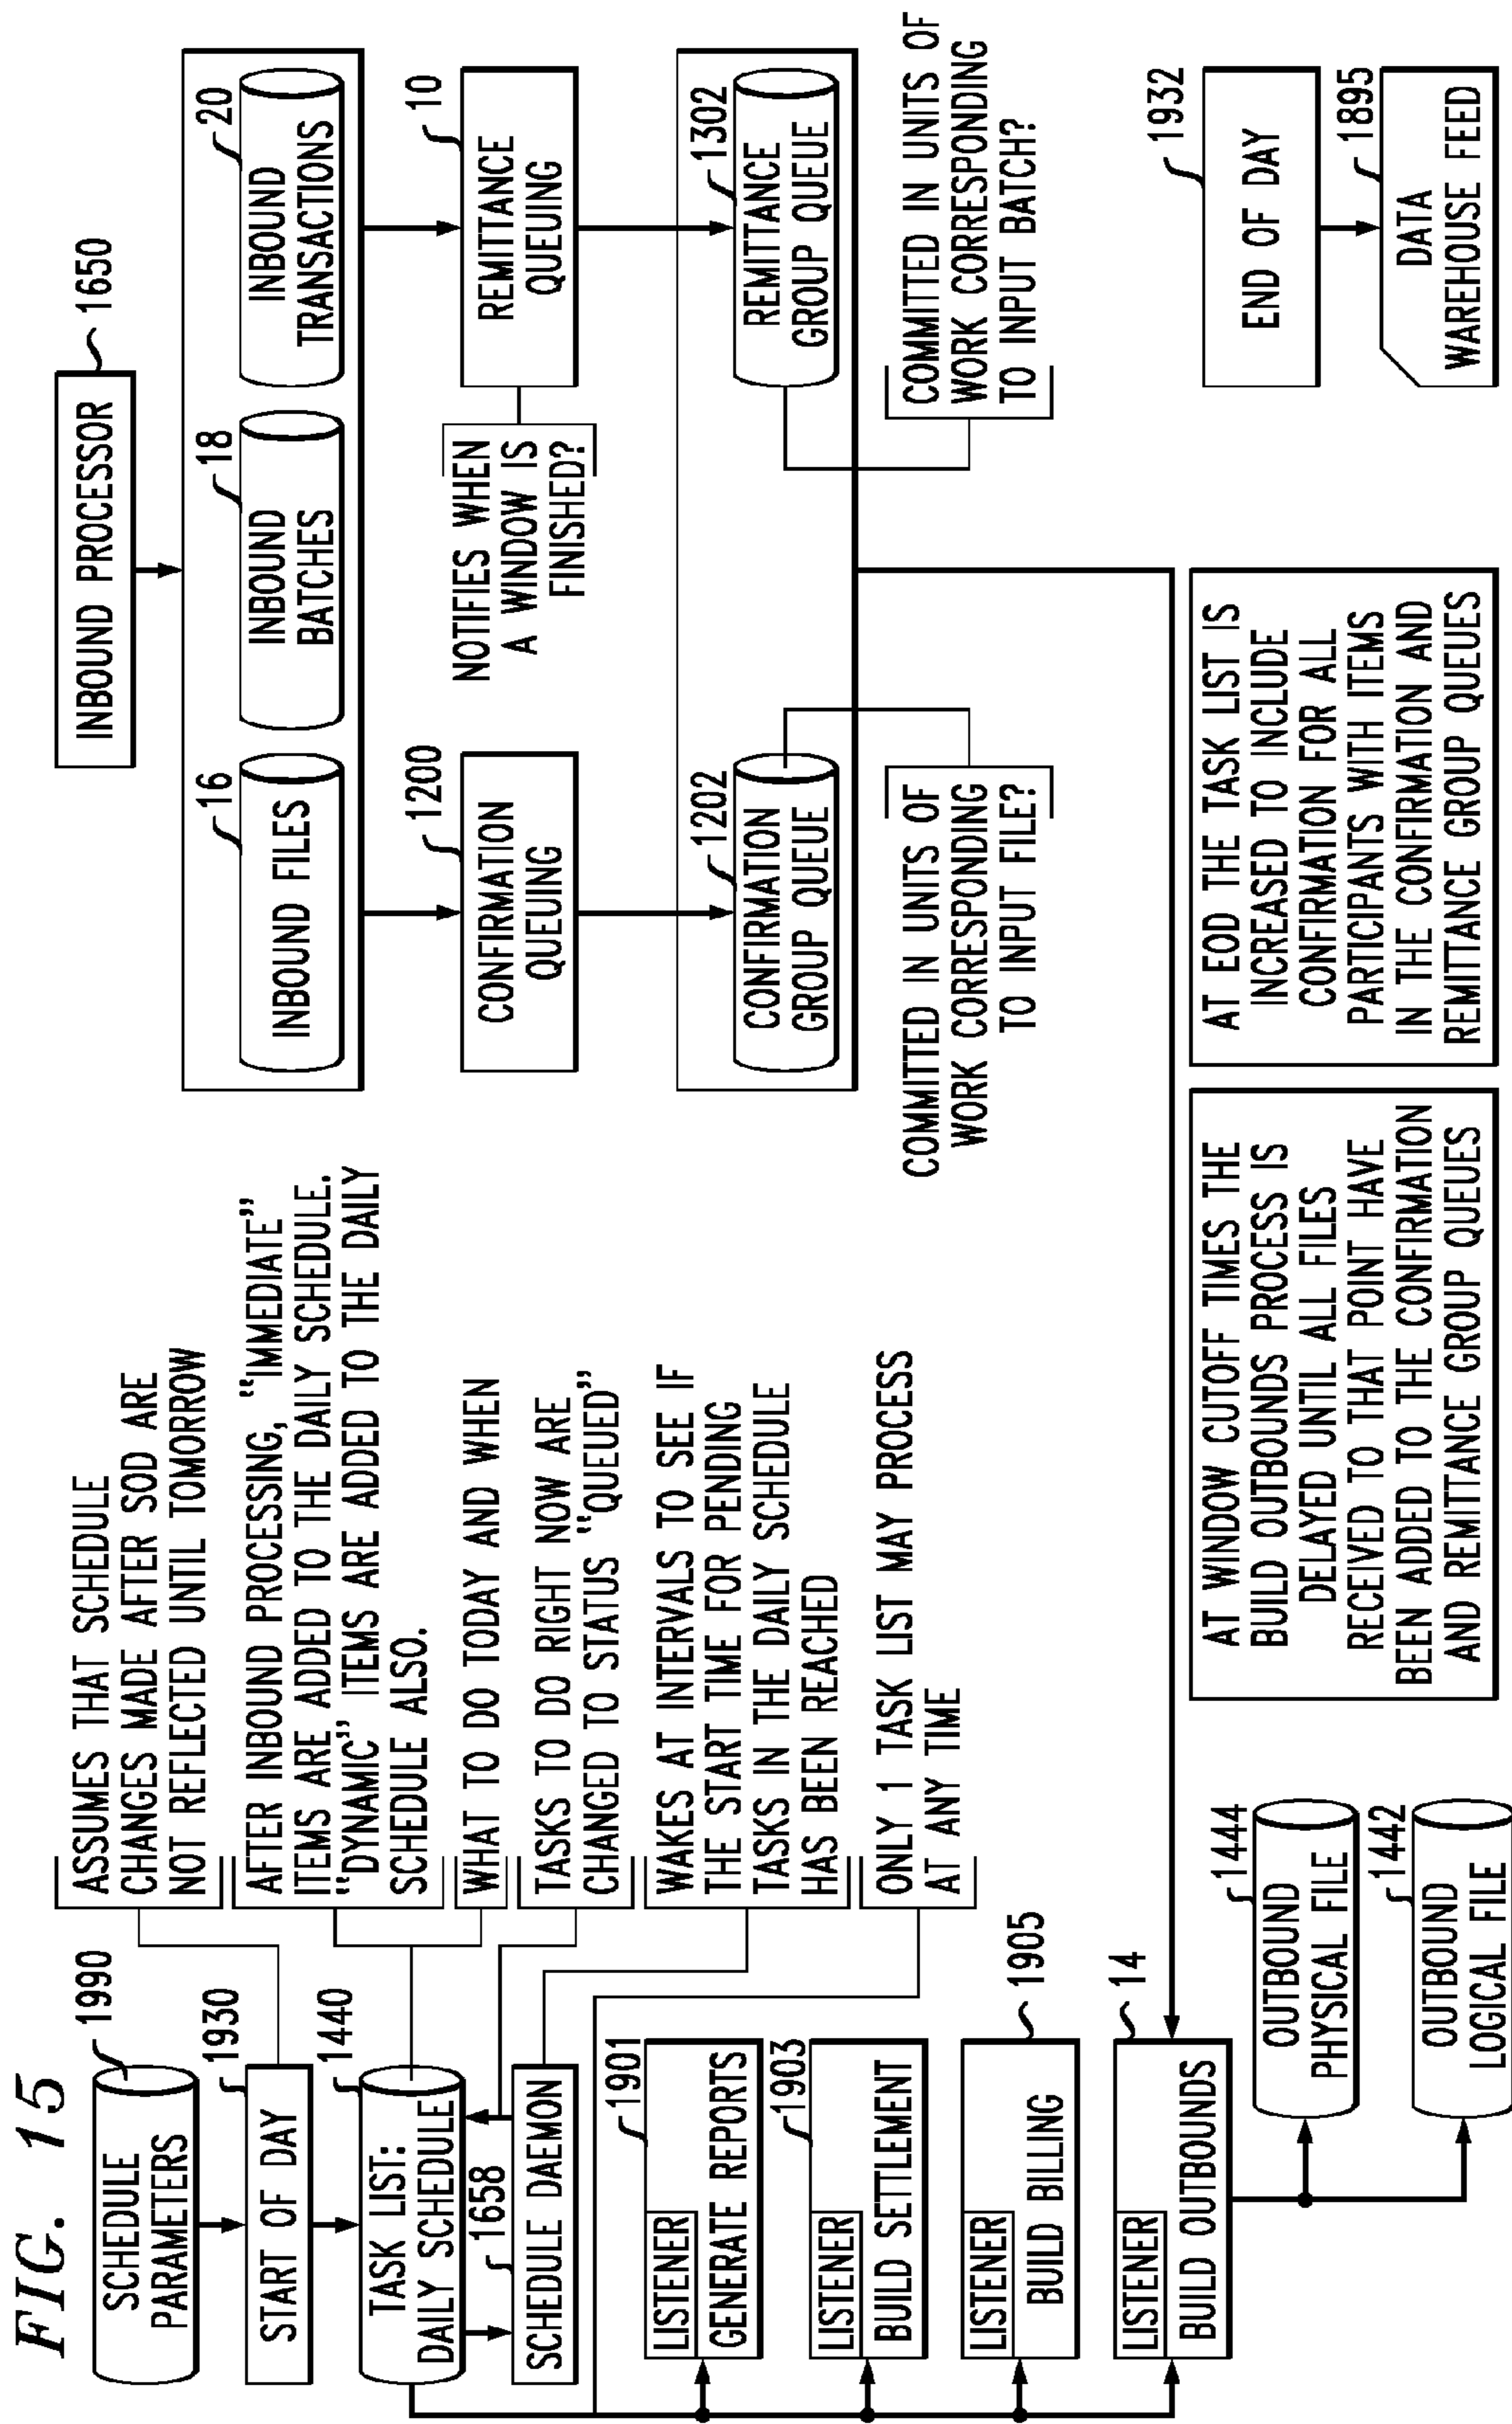 FIG. 15
SCHEDULE
PARAMETERS
1990
START OF DAY
1930
TASK LIST:
DAILY SCHEDULE
1440
SCHEDULE DAEMON
1658
ASSUMES THAT SCHEDULE
CHANGES MADE AFTER SOD ARE
NOT REFLECTED UNTIL TOMORROW
AFTER INBOUND PROCESSING, “IMMEDIATE”
ITEMS ARE ADDED TO THE DAILY SCHEDULE.
“DYNAMIC” ITEMS ARE ADDED TO THE DAILY
SCHEDULE ALSO.
WHAT TO DO TODAY AND WHEN
TASKS TO DO RIGHT NOW ARE
CHANGED TO STATUS “QUEUED”
WAKES AT INTERVALS TO SEE IF
THE START TIME FOR PENDING
TASKS IN THE DAILY SCHEDULE
HAS BEEN REACHED
ONLY 1 TASK LIST MAY PROCESS
AT ANY TIME
LISTENER
GENERATE REPORTS
1901
LISTENER
BUILD SETTLEMENT
1903
LISTENER
BUILD BILLING
1905
LISTENER
BUILD OUTBOUNDS
14
OUTBOUND
PHYSICAL FILE
1444
OUTBOUND
LOGICAL FILE
1442
INBOUND PROCESSOR
1650
INBOUND FILES
16
INBOUND
BATCHES
18
INBOUND
TRANSACTIONS
20
CONFIRMATION
QUEUING
1200
NOTIFIES WHEN
A WINDOW IS
FINISHED?
REMITTANCE
QUEUING
10
CONFIRMATION
GROUP QUEUE
1202
REMITTANCE
GROUP QUEUE
1302
COMMITTED IN UNITS OF
WORK CORRESPONDING
TO INPUT FILE?
COMMITTED IN UNITS OF
WORK CORRESPONDING
TO INPUT BATCH?
AT WINDOW CUTOFF TIMES THE
BUILD OUTBOUNDS PROCESS IS
DELAYED UNTIL ALL FILES
RECEIVED TO THAT POINT HAVE
BEEN ADDED TO THE CONFIRMATION
AND REMITTANCE GROUP QUEUES
AT EOD THE TASK LIST IS
INCREASED TO INCLUDE
CONFIRMATION FOR ALL
PARTICIPANTS WITH ITEMS
IN THE CONFIRMATION AND
REMITTANCE GROUP QUEUES
END OF DAY
1932
DATA
WAREHOUSE FEED
1895